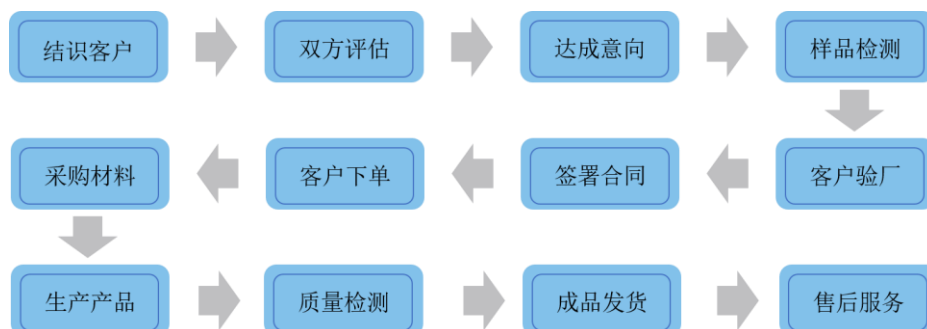 结识客户
双方评估
达成意向
样品检测
客户验厂
签署合同
客户下单
采购材料
生产产品
质量检测
成品发货
售后服务